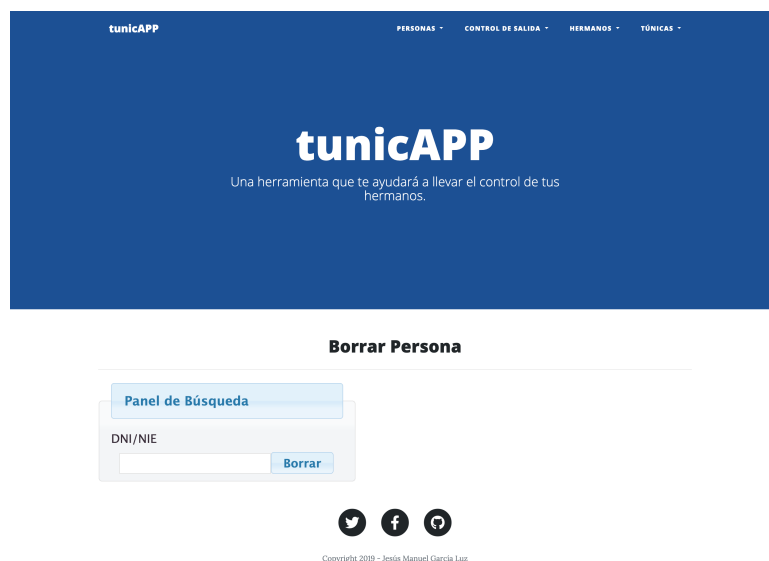 tunicAPP
PERSONAS
CONTROL DE SALIDA
HERMANOS
TÚNICAS
tunicAPP
Una herramienta que te ayudará a llevar el control de tus
hermanos.
Borrar Persona
Panel de Búsqueda
DNI/NIE
Borrar
Copyright 2019 - Jesús Manuel García Luz